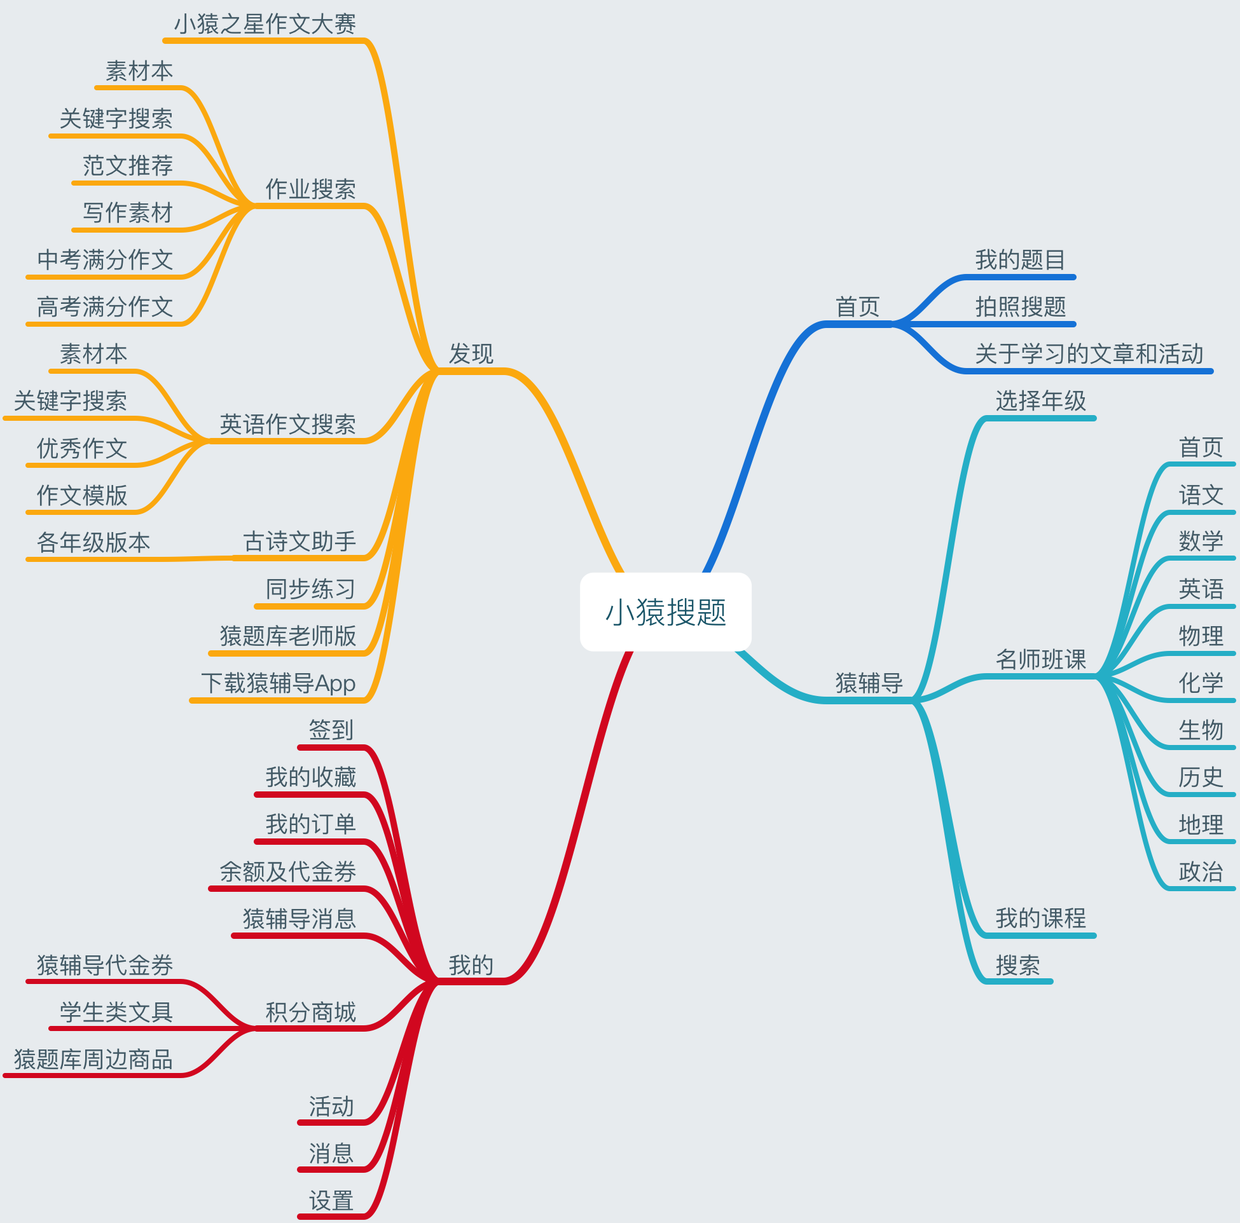 小猿搜题
首页
我的题目
拍照搜题
关于学习的文章和活动
猿辅导
选择年级
名师班课
首页
语文
数学
英语
物理
化学
生物
历史
地理
政治
我的课程
搜索
发现
小猿之星作文大赛
作业搜索
素材本
关键字搜索
范文推荐
写作素材
中考满分作文
高考满分作文
英语作文搜索
素材本
关键字搜索
优秀作文
作文模版
古诗文助手
各年级版本
同步练习
猿题库老师版
下载猿辅导App
我的
签到
我的收藏
我的订单
余额及代金券
猿辅导消息
积分商城
猿辅导代金券
学生类文具
猿题库周边商品
活动
消息
设置